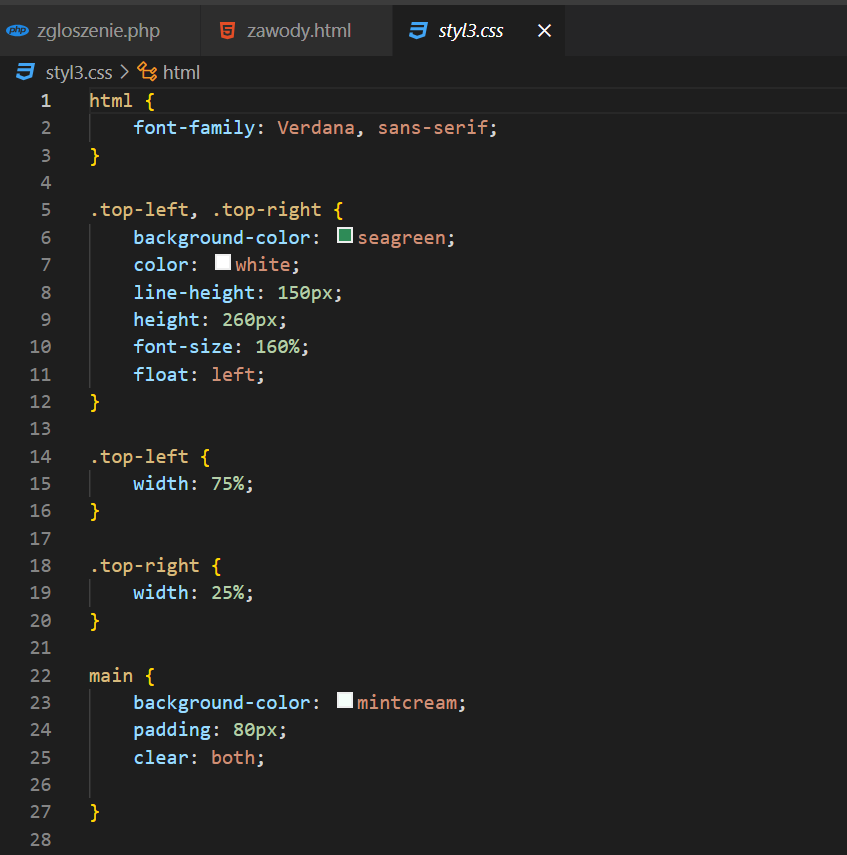 php zgloszenie.php zawody.html styl3.css
styl3.css > html
1 html {
2 font-family: Verdana, sans-serif;
3 }
4
5 .top-left, .top-right {
6 background-color: seagreen;
7 color: white;
8 line-height: 150px;
9 height: 260px;
10 font-size: 160%;
11 float: left;
12 }
13
14 .top-left {
15 width: 75%;
16 }
17
18 .top-right {
19 width: 25%;
20 }
21
22 main {
23 background-color: mintcream;
24 padding: 80px;
25 clear: both;
26
27 }
28